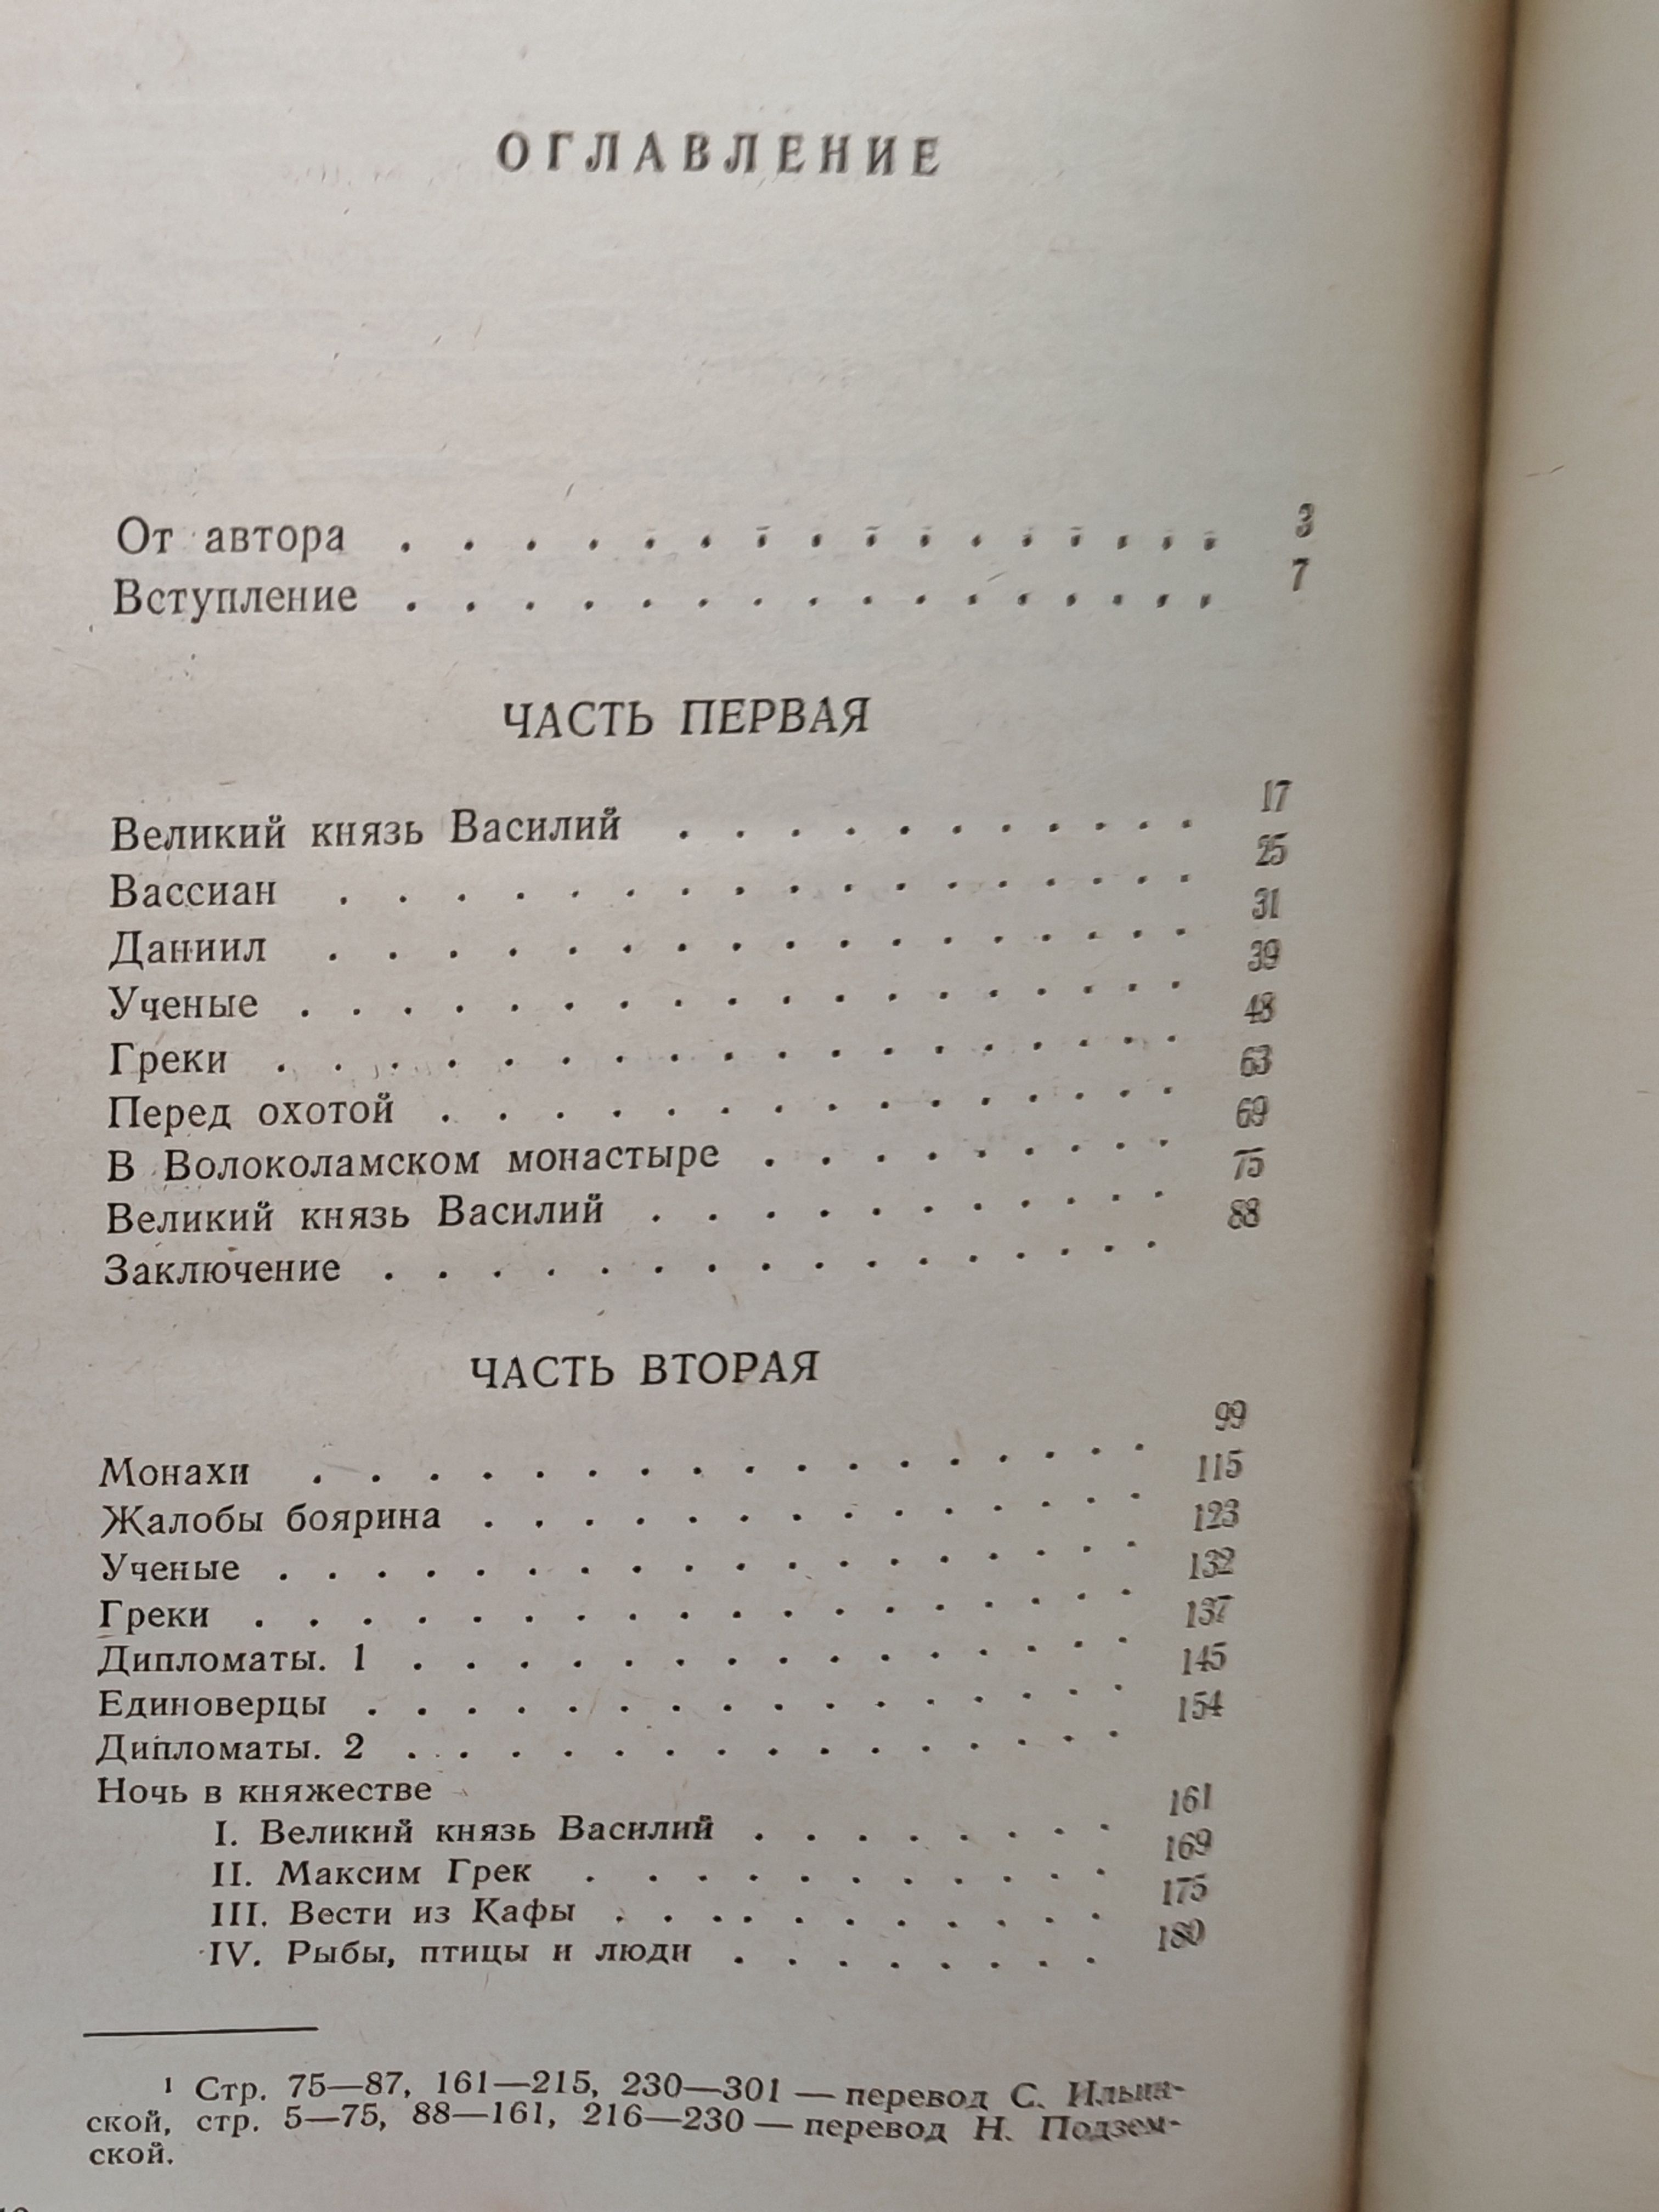 ОГЛАВЛЕНИЕ
От автора . . . . . . . . . . . . . . . . 3
Вступление . . . . . . . . . . . . . . . . 7
ЧАСТЬ ПЕРВАЯ
Великий князь Василий . . . . . . . . . . 17
Вассиан . . . . . . . . . . . . . . . . 25
Даниил . . . . . . . . . . . . . . . . 31
Ученые . . . . . . . . . . . . . . . . . 39
Греки . . . . . . . . . . . . . . . . . 48
Перед охотой . . . . . . . . . . . . . . 63
В Волоколамском монастыре . . . . . . . . 69
Великий князь Василий . . . . . . . . . . 75
Заключение . . . . . . . . . . . . . . . 88
ЧАСТЬ ВТОРАЯ
Монахи . . . . . . . . . . . . . . . . 99
Жалобы боярина . . . . . . . . . . . . . 115
Ученые . . . . . . . . . . . . . . . . . 123
Греки . . . . . . . . . . . . . . . . . 132
Дипломаты. 1 . . . . . . . . . . . . . . 137
Единоверцы . . . . . . . . . . . . . . . 145
Дипломаты. 2 . . . . . . . . . . . . . . 154
Ночь в княжестве
I. Великий князь Василий . . . . . . . . 161
II. Максим Грек . . . . . . . . . . . 169
III. Вести из Кафы . . . . . . . . . . . 175
IV. Рыбы, птицы и люди . . . . . . . . 180
1 Стр. 75—87, 161—215, 230—301 — перевод С. Ильин-
ской, стр. 5—75, 88—161, 216—230 — перевод Н. Подзем-
ской.